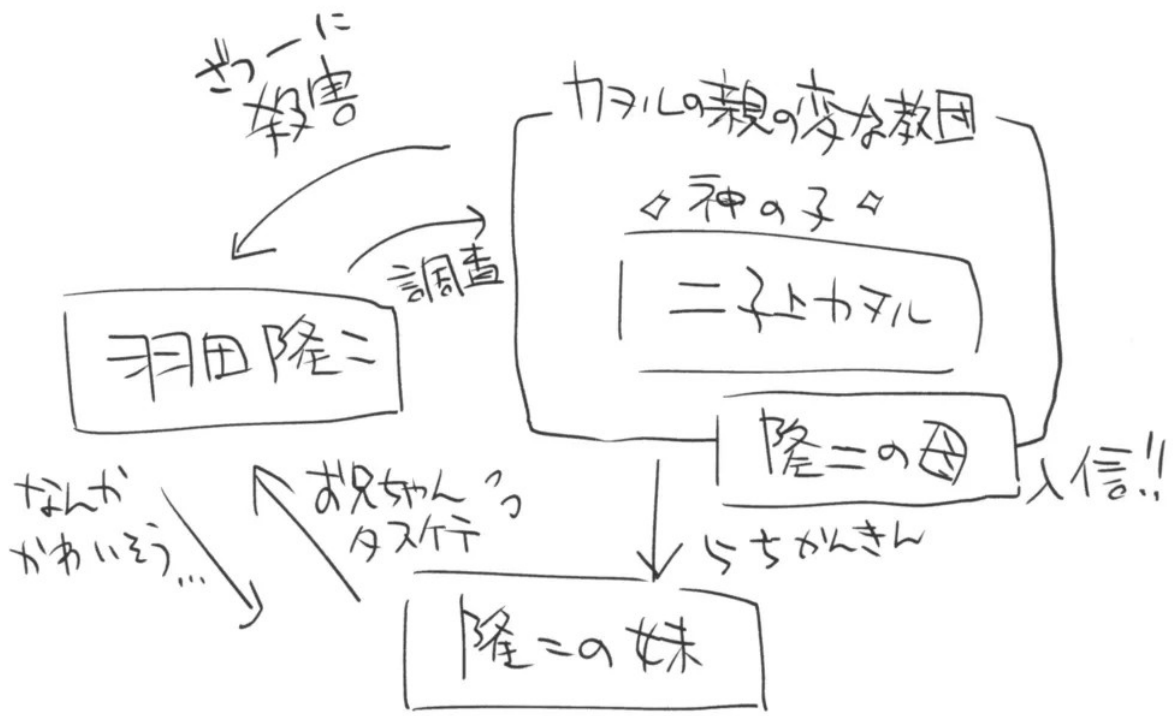 ざつーに
殺害
カヲルの親の変な教団
神の子
調査
二子上カヲル
羽田隆二
隆二の母
入信!!
なんか
かわいそう...
お兄ちゃん
タスケテ
らちかんきん
隆二の妹